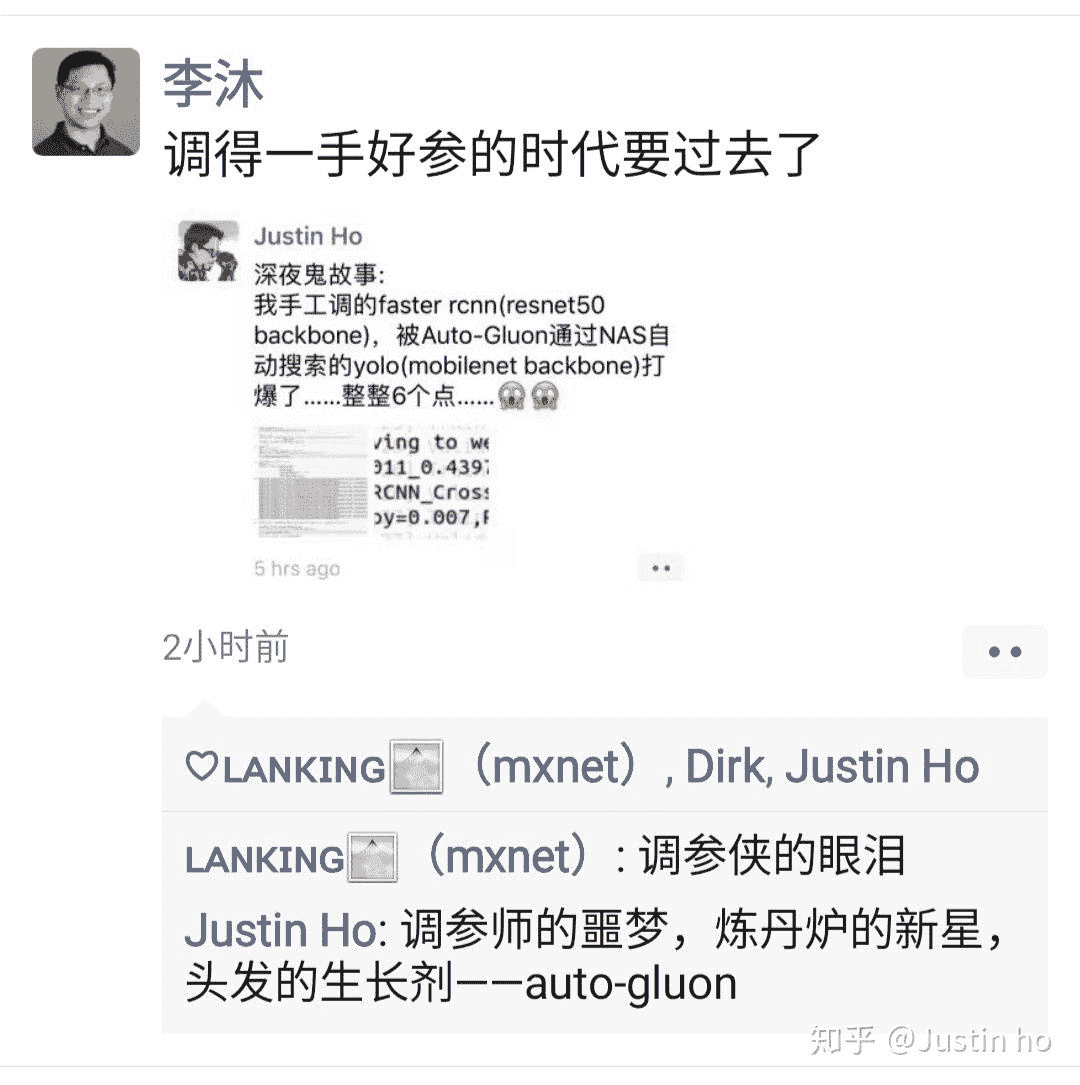 李沐
调得一手好参的时代要过去了
Justin Ho
深夜鬼故事:
我手工调的faster rcnn(resnet50
backbone)，被Auto-Gluon通过NAS自
动搜索的yolo(mobilenet backbone)打
爆了……整整6个点……😱😱
ving to we
011_0.4397
RCNN_Cross
py=0.007,F
5 hrs ago
2小时前
♡LANKING🗻（mxnet）, Dirk, Justin Ho
LANKING🗻（mxnet）: 调参侠的眼泪
Justin Ho: 调参师的噩梦，炼丹炉的新星，
头发的生长剂——auto-gluon
知乎 @Justin ho